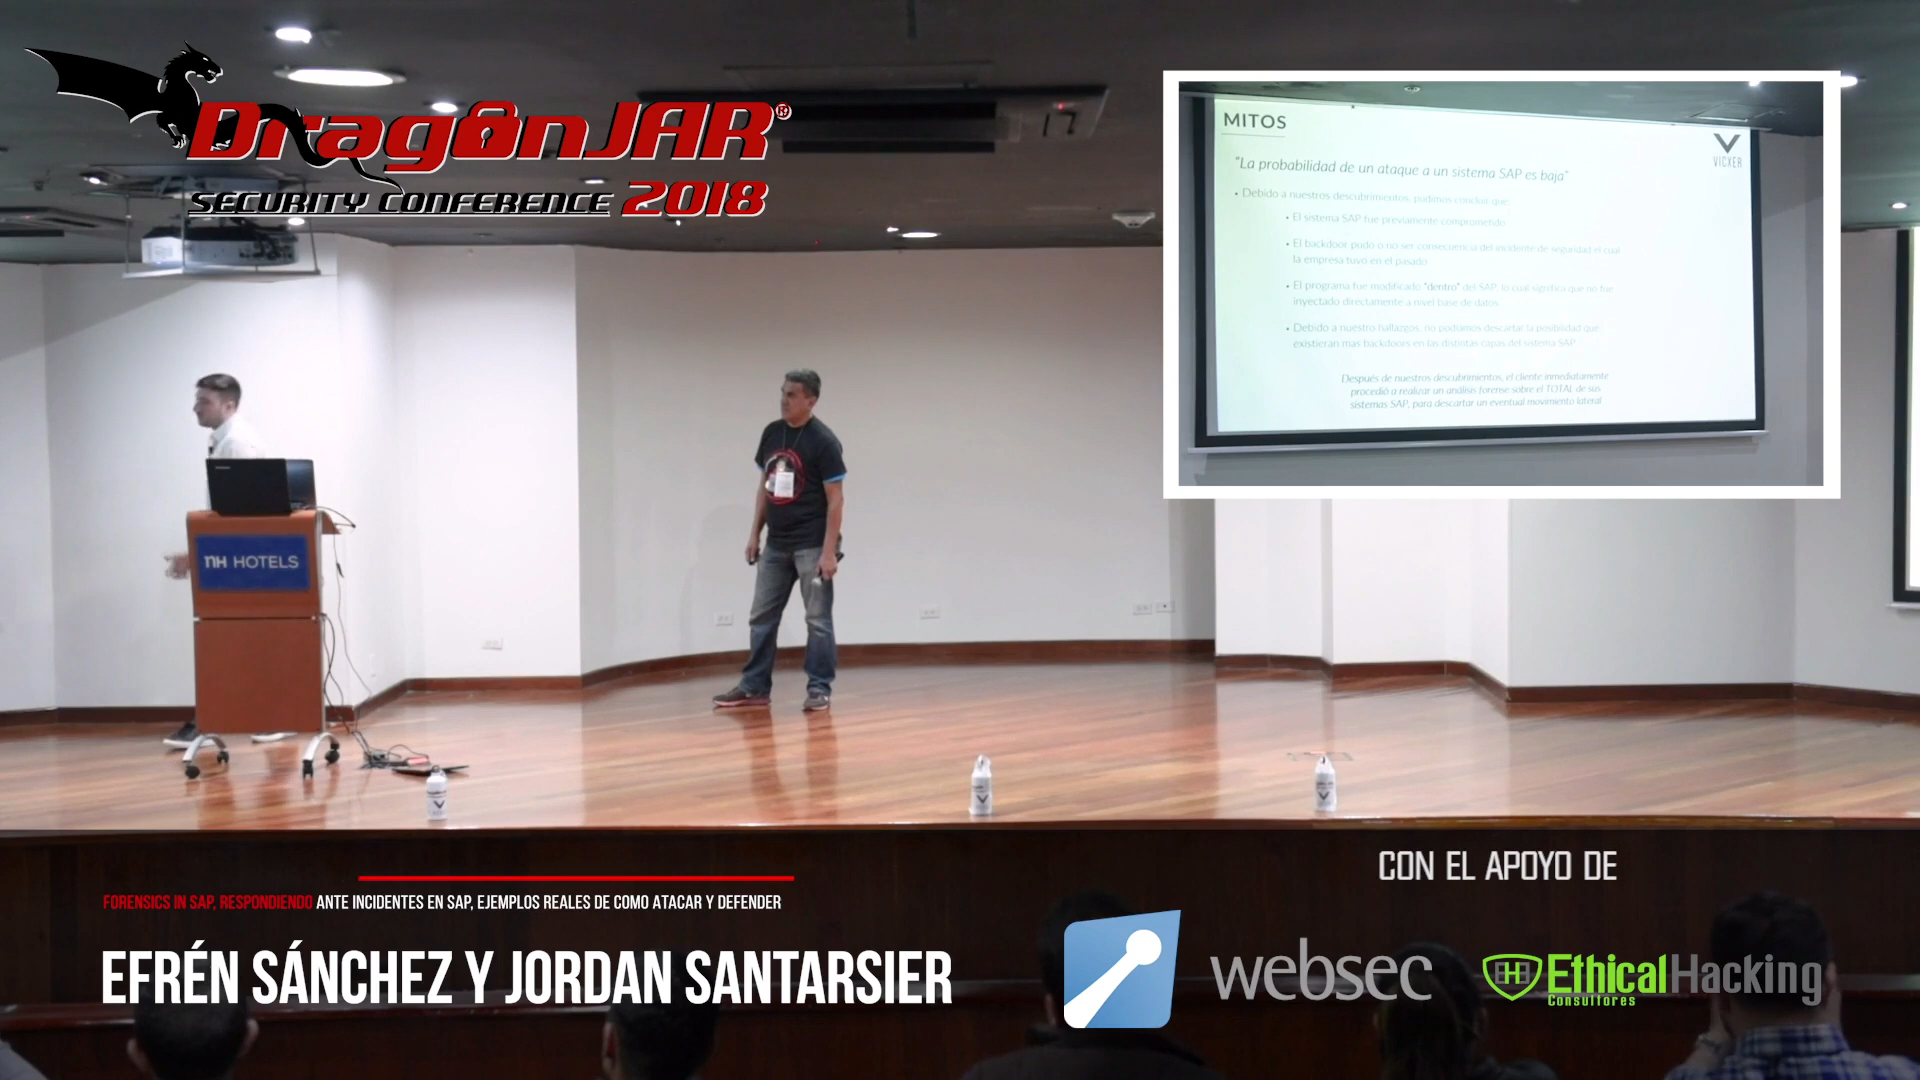 DragonJAR®
SECURITY CONFERENCE 2018
MITOS
VICXER
"La probabilidad de un ataque a un sistema SAP es baja"
• Debido a nuestros descubrimientos, pudimos concluir que:
• El sistema SAP fue previamente comprometido
• El backdoor pudo o no ser consecuencia del incidente de seguridad el cual
la empresa tuvo en el pasado
• El programa fue modificado "dentro" del SAP, lo cual significa que no fue
inyectado directamente a nivel base de datos
• Debido a nuestro hallazgos, no podíamos descartar la posibilidad que
existieran mas backdoors en las distintas capas del sistema SAP
Después de nuestros descubrimientos, el cliente inmediatamente
procedió a realizar un análisis forense sobre el TOTAL de sus
sistemas SAP, para descartar un eventual movimiento lateral
nH HOTELS
CON EL APOYO DE
FORENSICS IN SAP, RESPONDIENDO ANTE INCIDENTES EN SAP, EJEMPLOS REALES DE COMO ATACAR Y DEFENDER
EFRÉN SÁNCHEZ Y JORDAN SANTARSIER
websec
EH EthicalHacking
Consultores